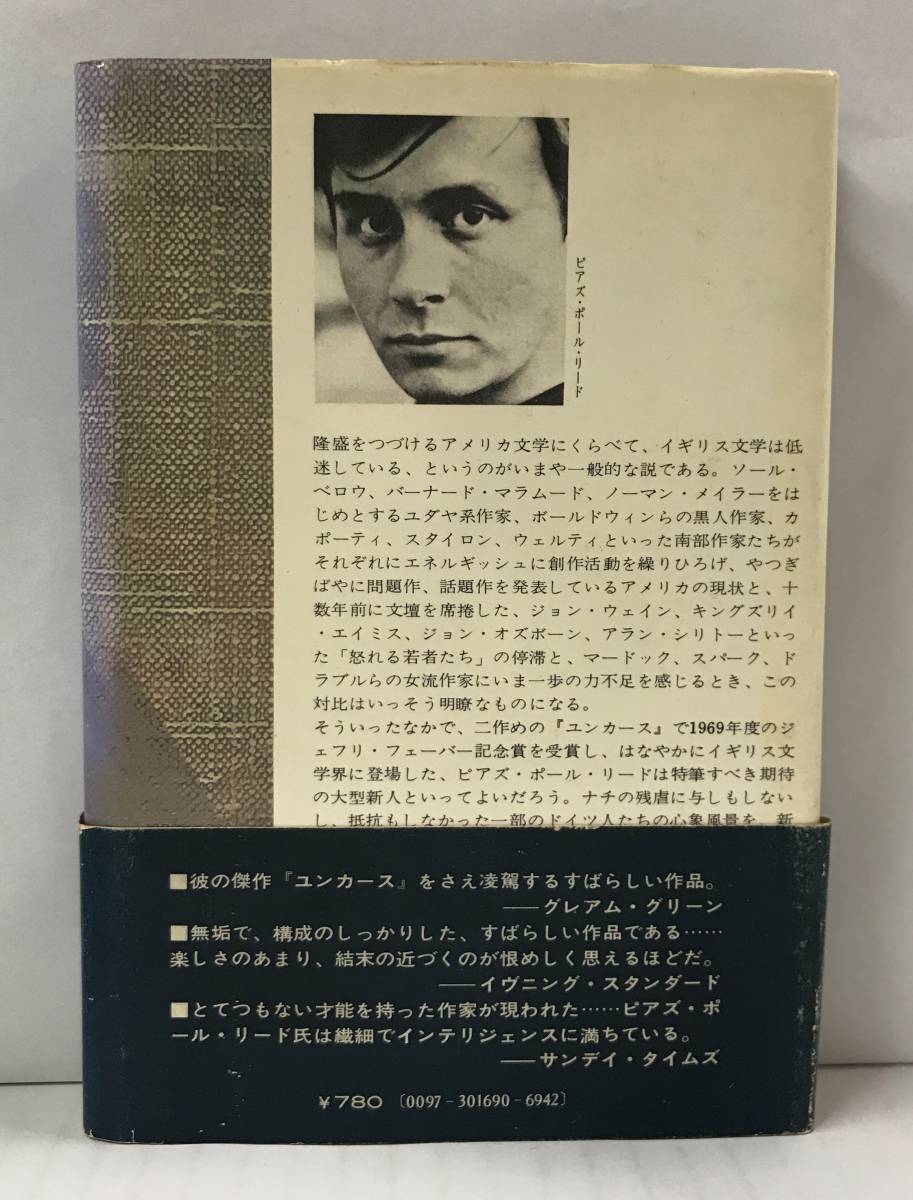 ピアズ・ポール・リード
隆盛をつづけるアメリカ文学にくらべて、イギリス文学は低
迷している、というのがいまや一般的な説である。ソール・
ベロウ、バーナード・マラムード、ノーマン・メイラーをは
じめとするユダヤ系作家、ボールドウィンらの黒人作家、カ
ポーティ、スタイロン、ウェルティといった南部作家たちが
それぞれにエネルギッシュに創作活動を繰りひろげ、やつぎ
ばやに問題作、話題作を発表しているアメリカの現状と、十
数年前に文壇を席捲した、ジョン・ウェイン、キングズリイ
・エイミス、ジョン・オズボーン、アラン・シリトーといっ
た「怒れる若者たち」の停滞と、マードック、スパーク、ド
ラブルらの女流作家にいま一歩の力不足を感じるとき、この
対比はいっそう明瞭なものになる。
そういったなかで、二作めの『ユンカース』で1969年度のジ
ェフリ・フェーバー記念賞を受賞し、はなやかにイギリス文
学界に登場した、ピアズ・ポール・リードは特筆すべき期待
の大型新人といってよいだろう。ナチの残虐に与しもしない
し、抵抗もしなかった一部のドイツ人たちの心象風景を、新
■彼の傑作『ユンカース』をさえ凌駕するすばらしい作品。
──グレアム・グリーン
■無垢で、構成のしっかりした、すばらしい作品である……
楽しさのあまり、結末の近づくのが恨めしく思えるほどだ。
──イヴニング・スタンダード
■とてつもない才能を持った作家が現われた……ピアズ・ポ
ール・リード氏は繊細でインテリジェンスに満ちている。
──サンデイ・タイムズ
¥780〔0097-301690-6942〕